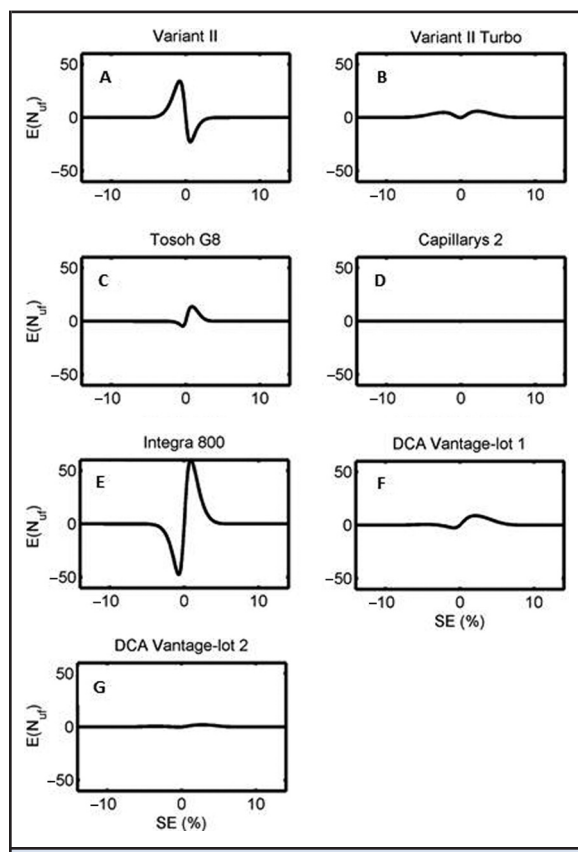 Variant II
A
E(Nuf)
50
0
−50
−10 0 10
Variant II Turbo
B
E(Nuf)
50
0
−50
−10 0 10
Tosoh G8
C
E(Nuf)
50
0
−50
−10 0 10
Capillarys 2
D
E(Nuf)
50
0
−50
−10 0 10
Integra 800
E
E(Nuf)
50
0
−50
−10 0 10
DCA Vantage-lot 1
F
E(Nuf)
50
0
−50
−10 0 10
SE (%)
DCA Vantage-lot 2
G
E(Nuf)
50
0
−50
−10 0 10
SE (%)